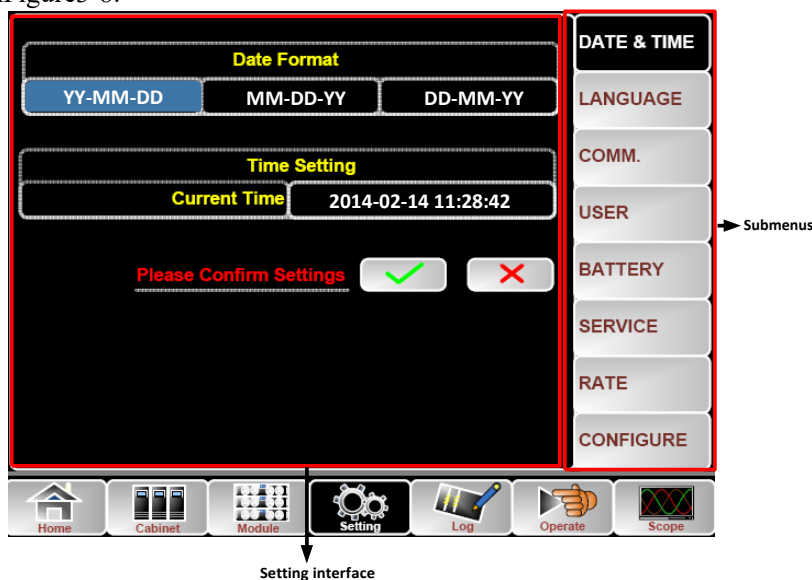 Date Format
YY-MM-DD MM-DD-YY DD-MM-YY
Time Setting
Current Time 2014-02-14 11:28:42
Please Confirm Settings
DATE & TIME
LANGUAGE
COMM.
USER
BATTERY
SERVICE
RATE
CONFIGURE
Submenus
Home Cabinet Module Setting Log Operate Scope
Setting interface